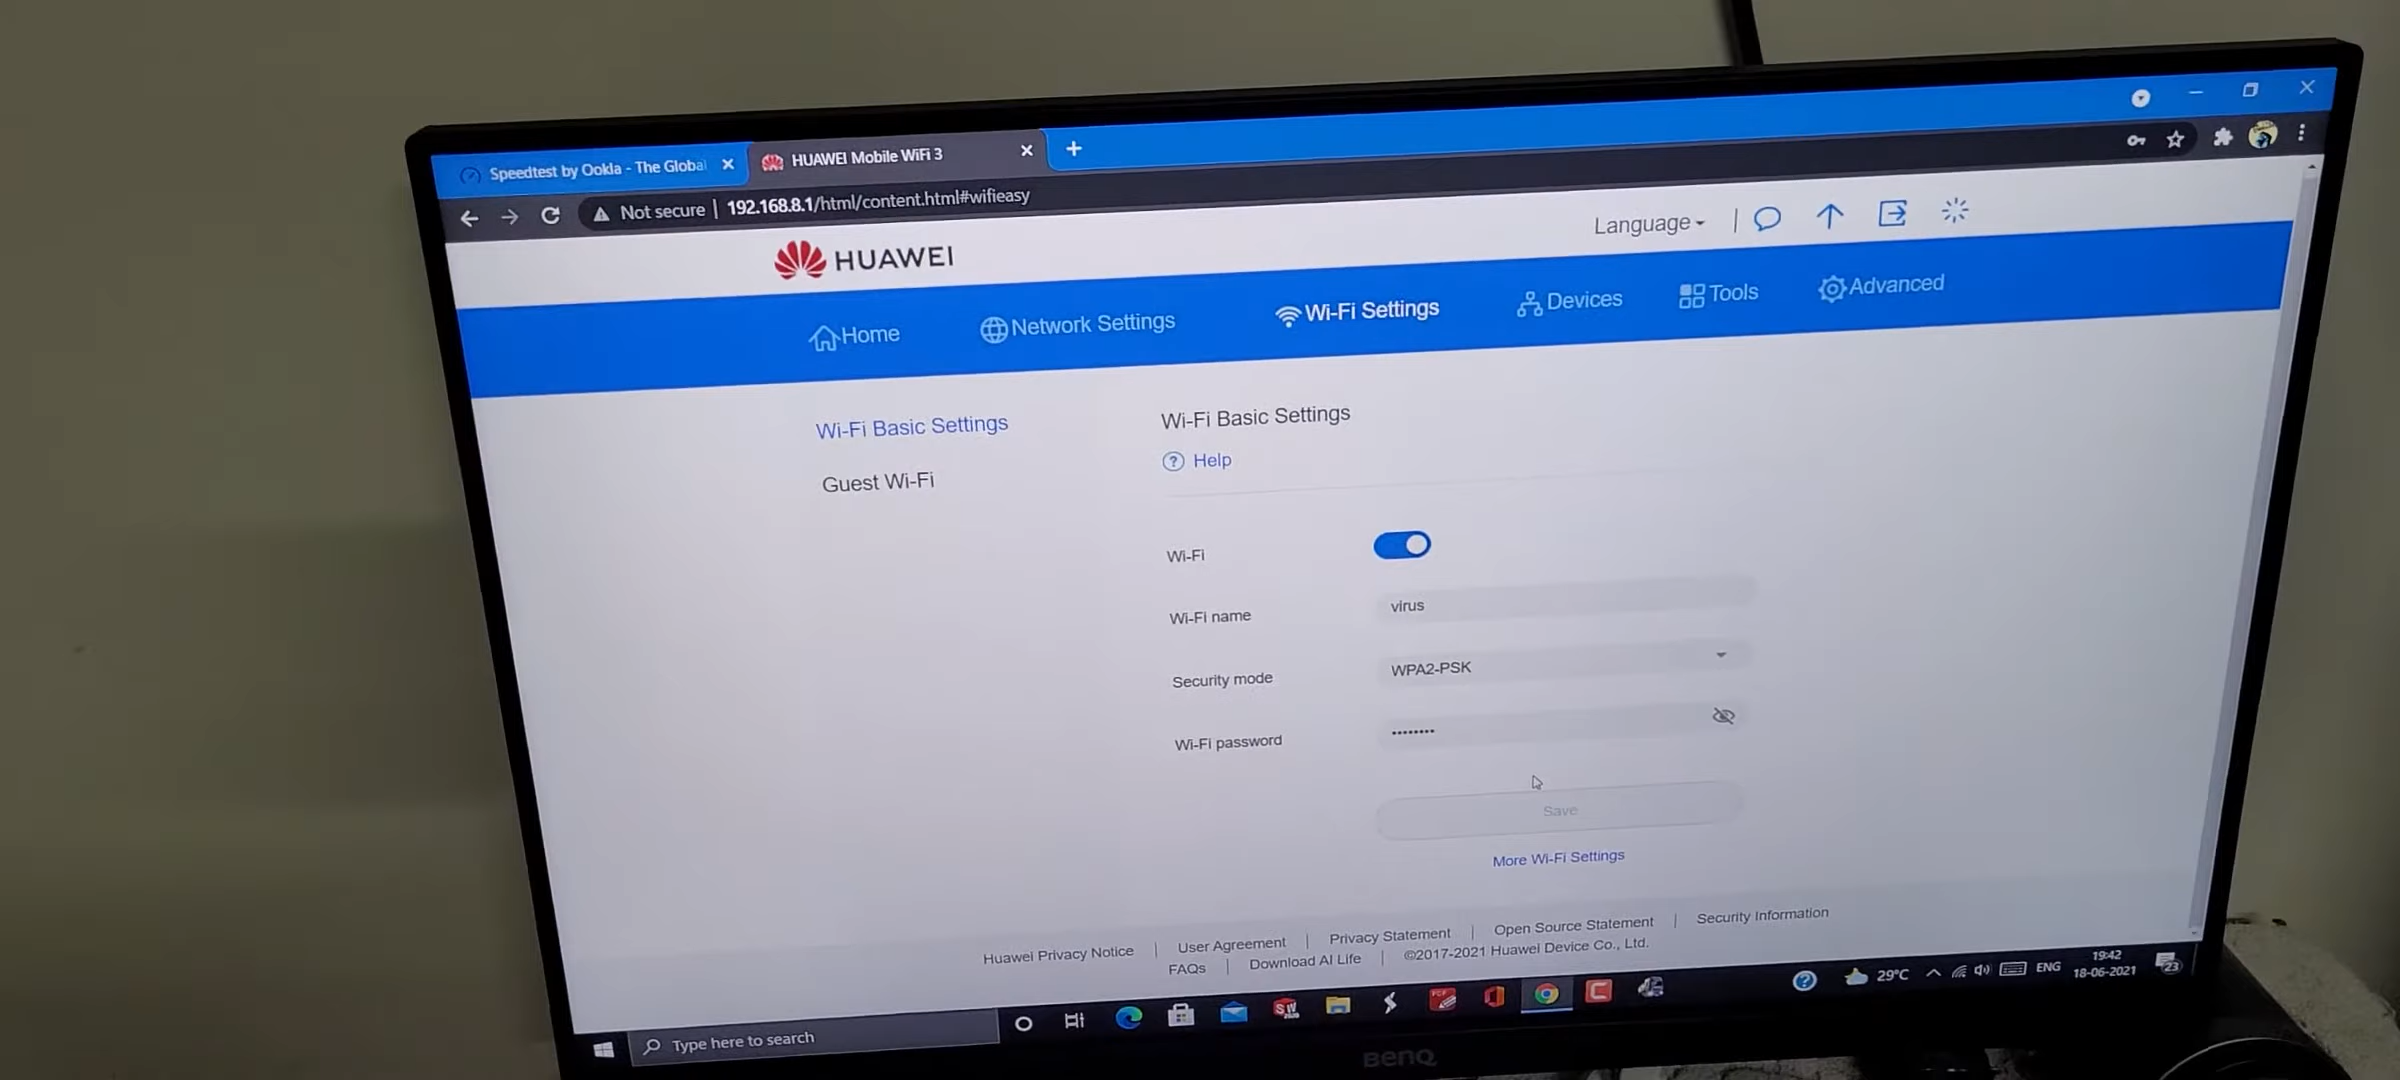 Speedtest by Ookla - The Global
HUAWEI Mobile WiFi 3
Not secure | 192.168.8.1/html/content.html#wifieasy
HUAWEI
Language
Home
Network Settings
Wi-Fi Settings
Devices
Tools
Advanced
Wi-Fi Basic Settings
Guest Wi-Fi
Wi-Fi Basic Settings
? Help
Wi-Fi
Wi-Fi name
virus
Security mode
WPA2-PSK
Wi-Fi password
••••••••
Save
More Wi-Fi Settings
Huawei Privacy Notice | User Agreement | Privacy Statement | Open Source Statement | Security Information
FAQs | Download AI Life | ©2017-2021 Huawei Device Co., Ltd.
Type here to search
29°C
ENG
19:42
18-06-2021
23
BenQ